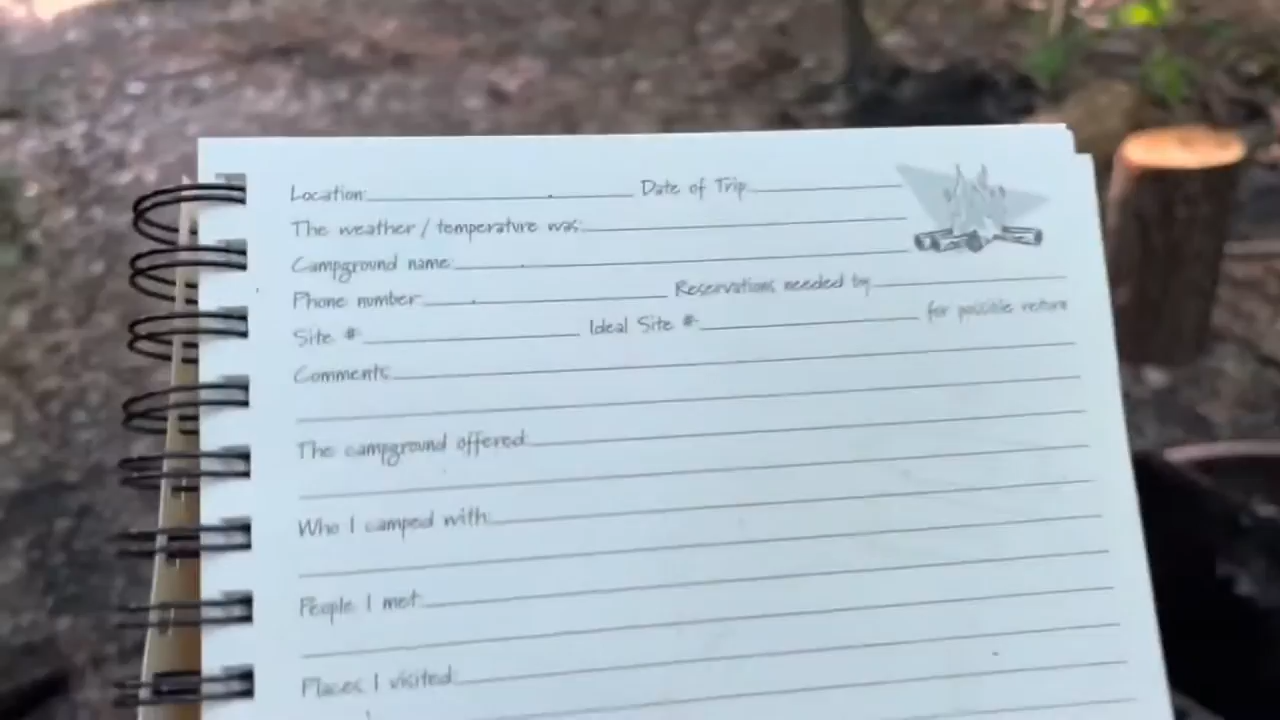 Location: Date of Trip
The weather / temperature was:
Campground name:
Phone number: Reservations needed by
Site #: Ideal Site #: for possible return
Comments:
The campground offered:
Who I camped with:
People I met:
Places I visited: